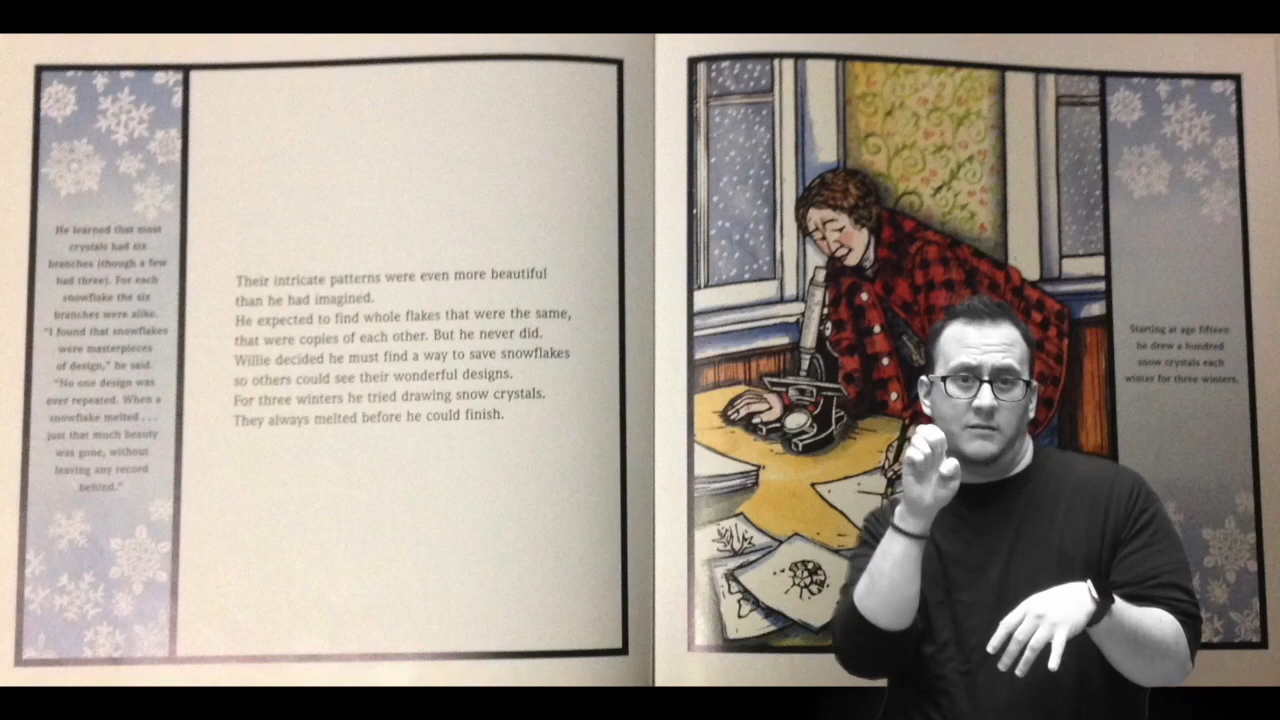 He learned that most
crystals had six
branches (though a few
had three). For each
snowflake the six
branches were alike.
"I found that snowflakes
were masterpieces
of design," he said.
"No one design was
ever repeated. When a
snowflake melted . . .
just that much beauty
was gone, without
leaving any record
behind."
Their intricate patterns were even more beautiful
than he had imagined.
He expected to find whole flakes that were the same,
that were copies of each other. But he never did.
Willie decided he must find a way to save snowflakes
so others could see their wonderful designs.
For three winters he tried drawing snow crystals.
They always melted before he could finish.
Starting at age fifteen
he drew a hundred
snow crystals each
winter for three winters.